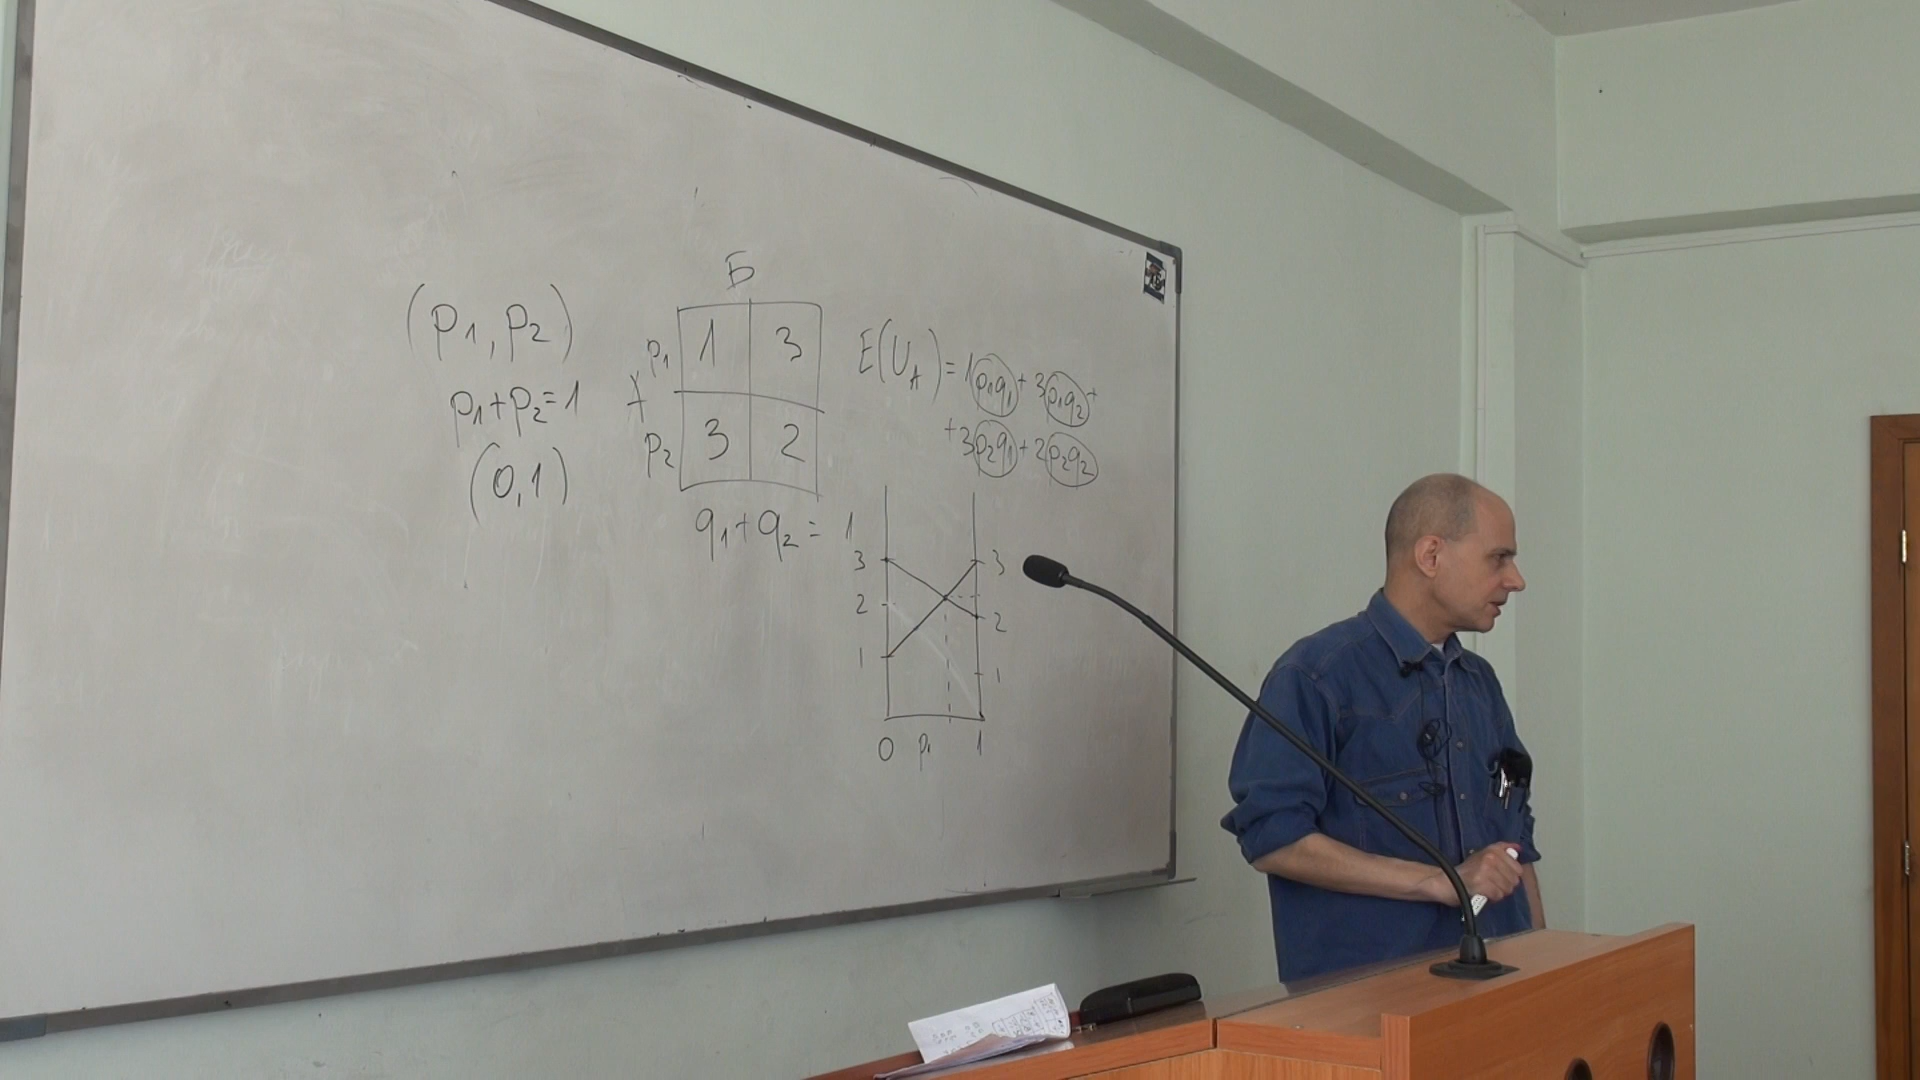 (p₁, p₂)
p₁+p₂=1
(0,1)
Б
p₁ 1 3
p₂ 3 2
q₁+q₂=1
E(U_A)=1p₁q₁+3p₁q₂+
+3p₂q₁+2p₂q₂
3 3
2 2
1 1
0 p₁ 1